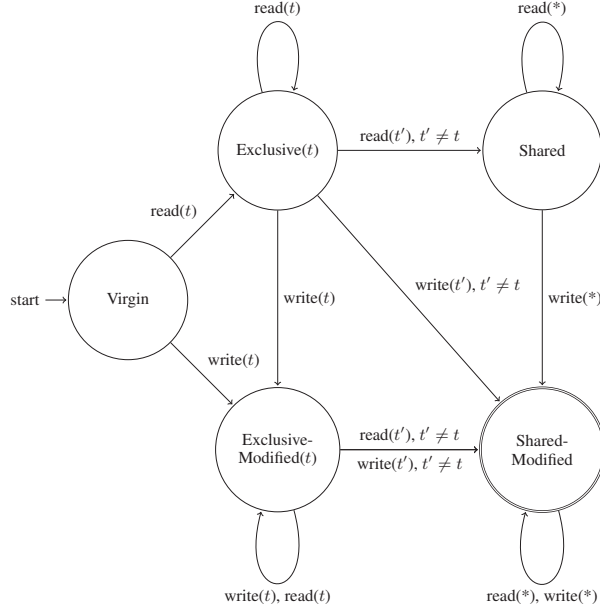 read(t)
read(*)
Exclusive(t)
read(t′), t′ ≠ t
Shared
read(t)
start
Virgin
write(t)
write(t′), t′ ≠ t
write(*)
write(t)
Exclusive-
Modified(t)
read(t′), t′ ≠ t
write(t′), t′ ≠ t
Shared-
Modified
write(t), read(t)
read(*), write(*)